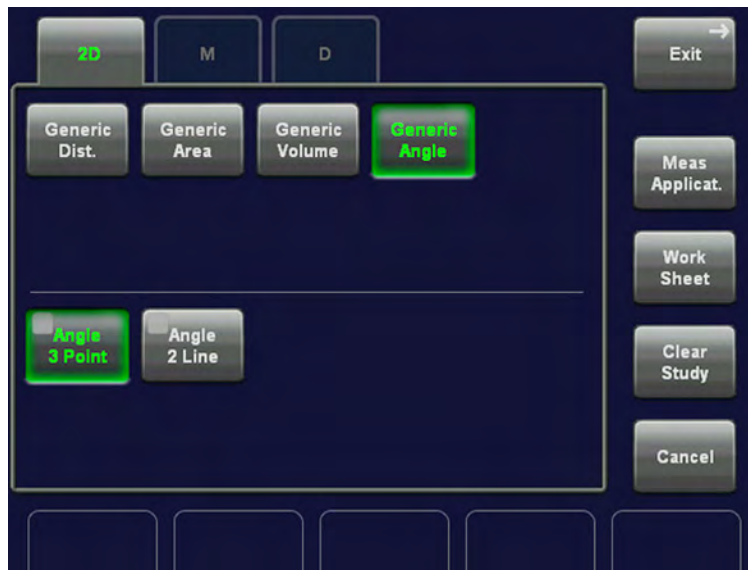 2D
M
D
Exit
Generic
Dist.
Generic
Area
Generic
Volume
Generic
Angle
Meas
Applicat.
Work
Sheet
Angle
3 Point
Angle
2 Line
Clear
Study
Cancel